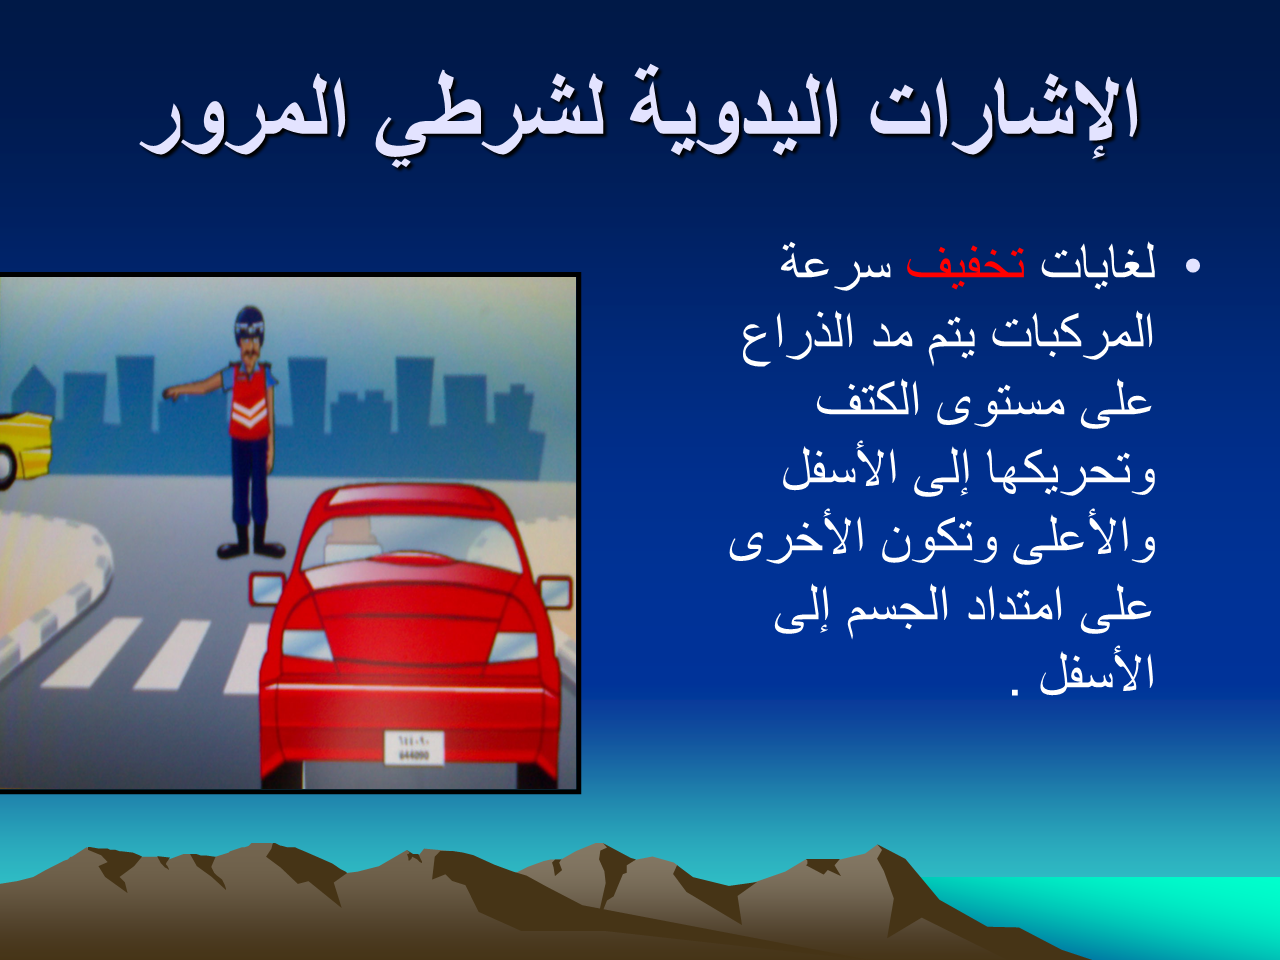 الإشارات اليدوية لشرطي المرور
• لغايات تخفيف سرعة
المركبات يتم مد الذراع
على مستوى الكتف
وتحريكها إلى الأسفل
والأعلى وتكون الأخرى
على امتداد الجسم إلى
الأسفل .